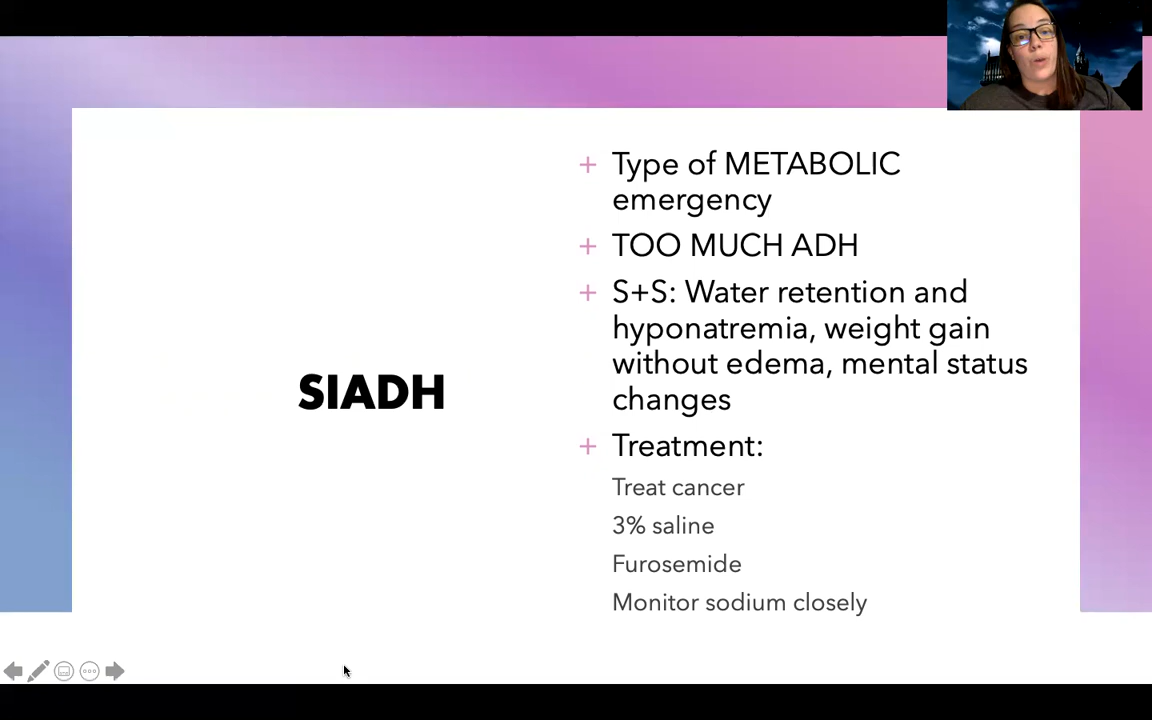 SIADH
+ Type of METABOLIC
emergency
+ TOO MUCH ADH
+ S+S: Water retention and
hyponatremia, weight gain
without edema, mental status
changes
+ Treatment:
Treat cancer
3% saline
Furosemide
Monitor sodium closely